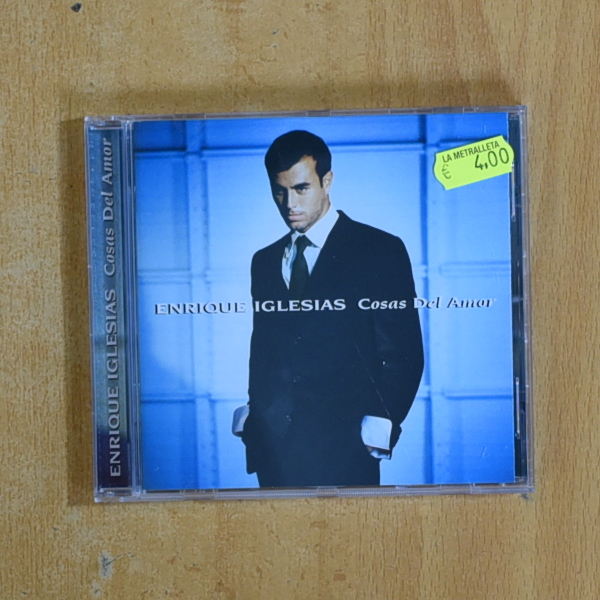 ENRIQUE IGLESIAS Cosas Del Amor
LA METRALLETA
€ 4,00
ENRIQUE IGLESIAS Cosas Del Amor